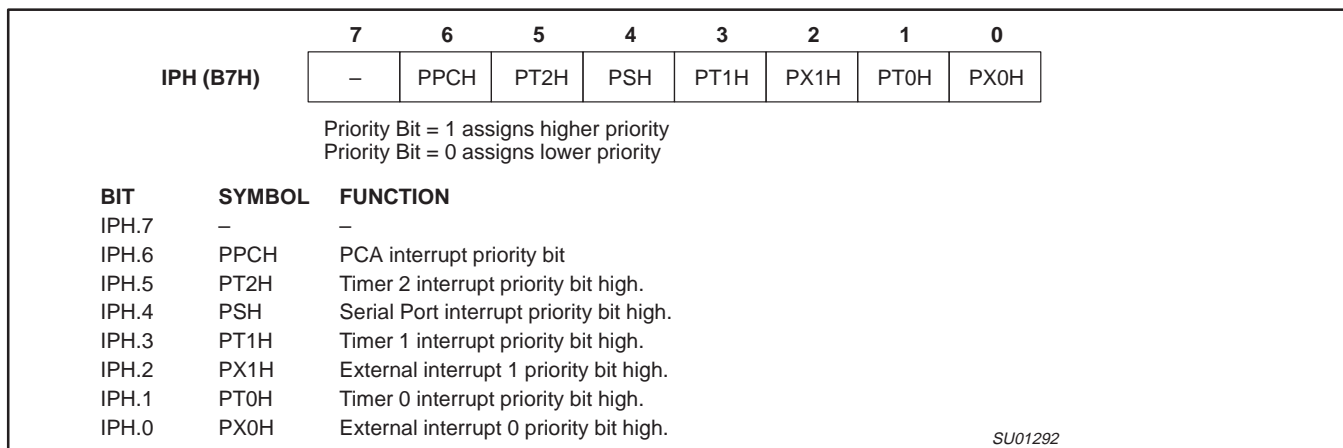 7 6 5 4 3 2 1 0
IPH (B7H) – PPCH PT2H PSH PT1H PX1H PT0H PX0H
Priority Bit = 1 assigns higher priority
Priority Bit = 0 assigns lower priority
BIT SYMBOL FUNCTION
IPH.7 – –
IPH.6 PPCH PCA interrupt priority bit
IPH.5 PT2H Timer 2 interrupt priority bit high.
IPH.4 PSH Serial Port interrupt priority bit high.
IPH.3 PT1H Timer 1 interrupt priority bit high.
IPH.2 PX1H External interrupt 1 priority bit high.
IPH.1 PT0H Timer 0 interrupt priority bit high.
IPH.0 PX0H External interrupt 0 priority bit high.
SU01292